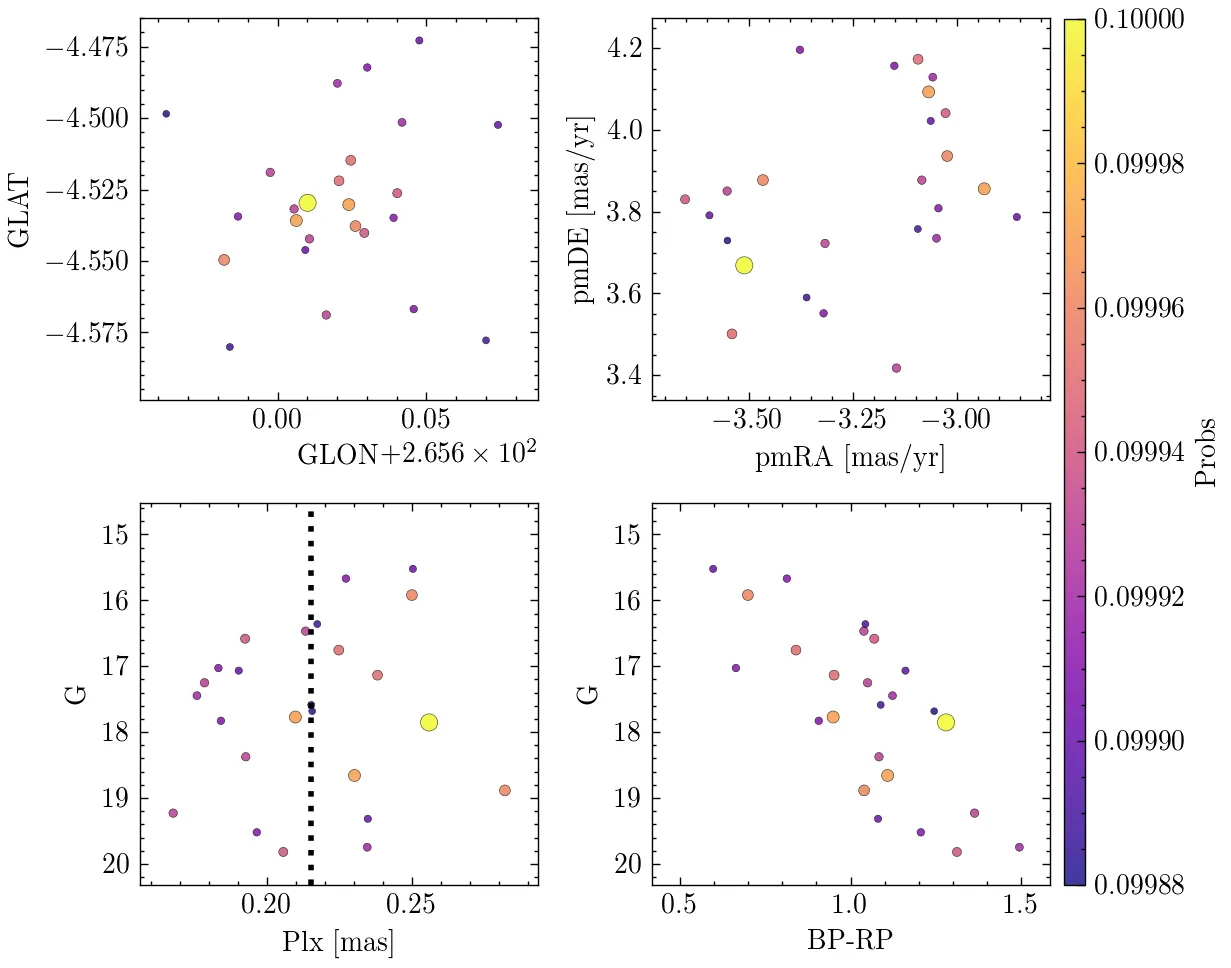 −4.475
−4.500
−4.525
−4.550
−4.575
GLAT
0.00 0.05
GLON+2.656 × 10²
4.2
4.0
3.8
3.6
3.4
pmDE [mas/yr]
−3.50 −3.25 −3.00
pmRA [mas/yr]
15
16
17
18
19
20
G
0.20 0.25
Plx [mas]
15
16
17
18
19
20
G
0.5 1.0 1.5
BP-RP
0.10000
0.09998
0.09996
0.09994
0.09992
0.09990
0.09988
Probs